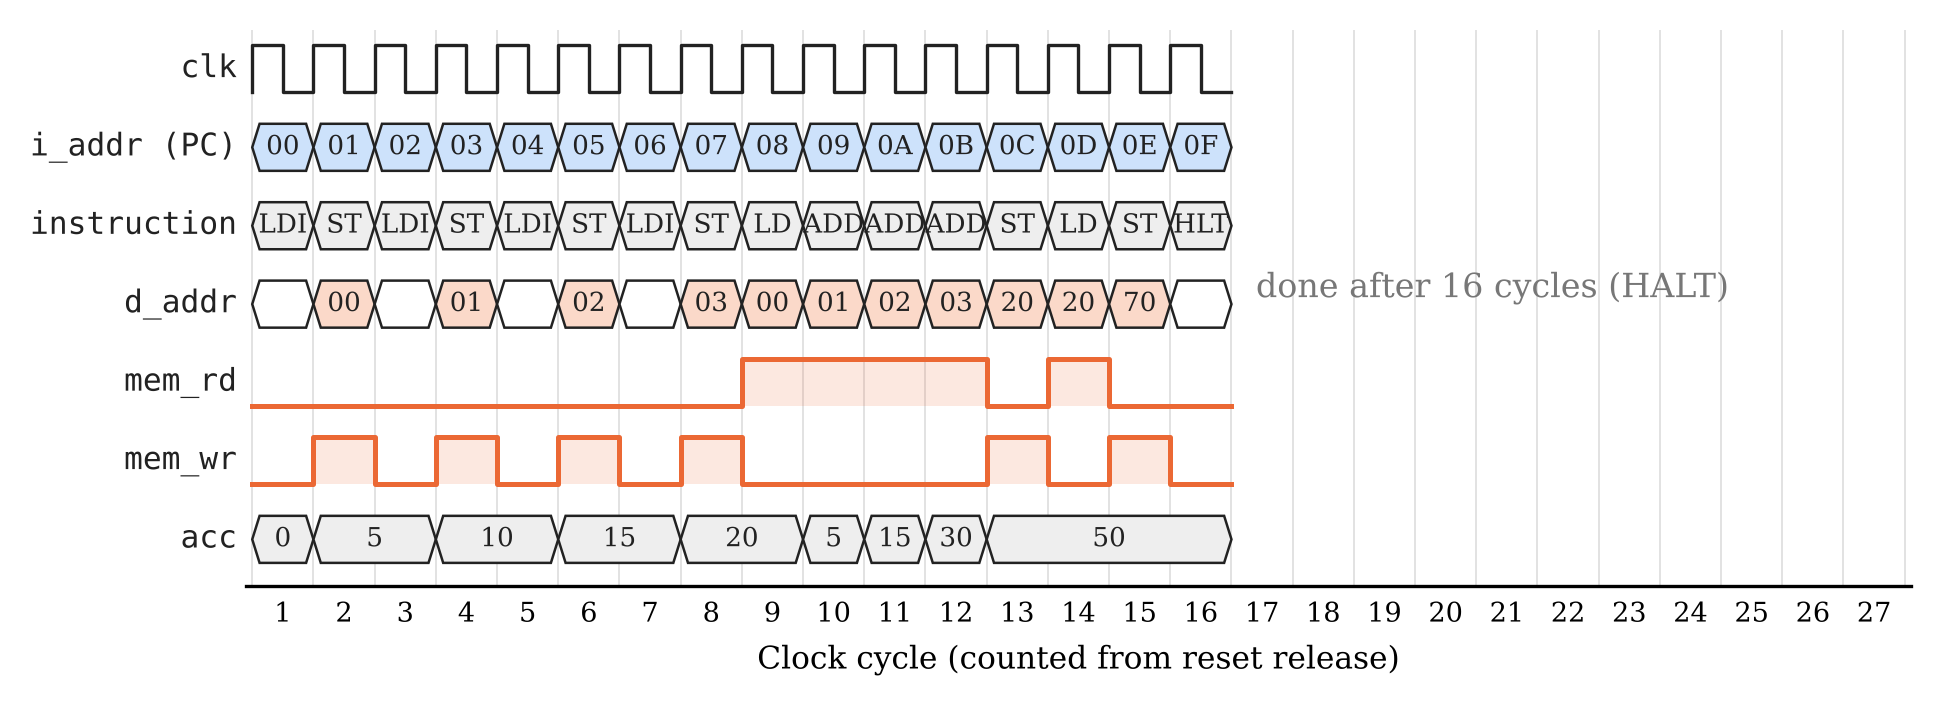 clk
i_addr (PC) 00 01 02 03 04 05 06 07 08 09 0A 0B 0C 0D 0E 0F
instruction LDI ST LDI ST LDI ST LDI ST LD ADD ADD ADD ST LD ST HLT
d_addr 00 01 02 03 00 01 02 03 20 20 70
done after 16 cycles (HALT)
mem_rd
mem_wr
acc 0 5 10 15 20 5 15 30 50
1 2 3 4 5 6 7 8 9 10 11 12 13 14 15 16 17 18 19 20 21 22 23 24 25 26 27
Clock cycle (counted from reset release)